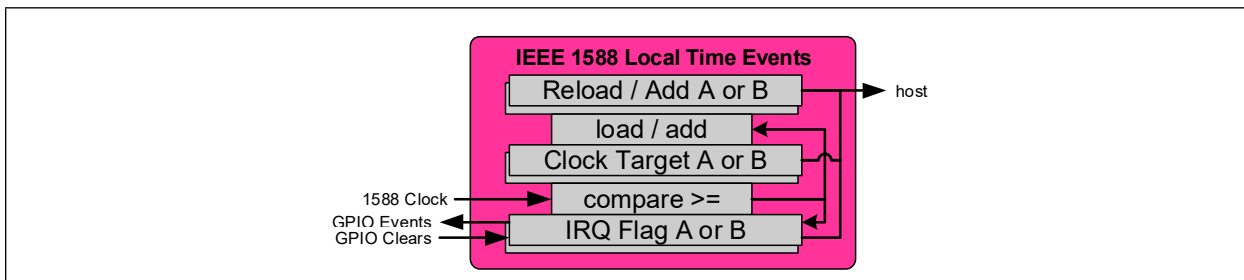 IEEE 1588 Local Time Events
Reload / Add A or B
host
load / add
Clock Target A or B
1588 Clock
compare >=
GPIO Events
IRQ Flag A or B
GPIO Clears